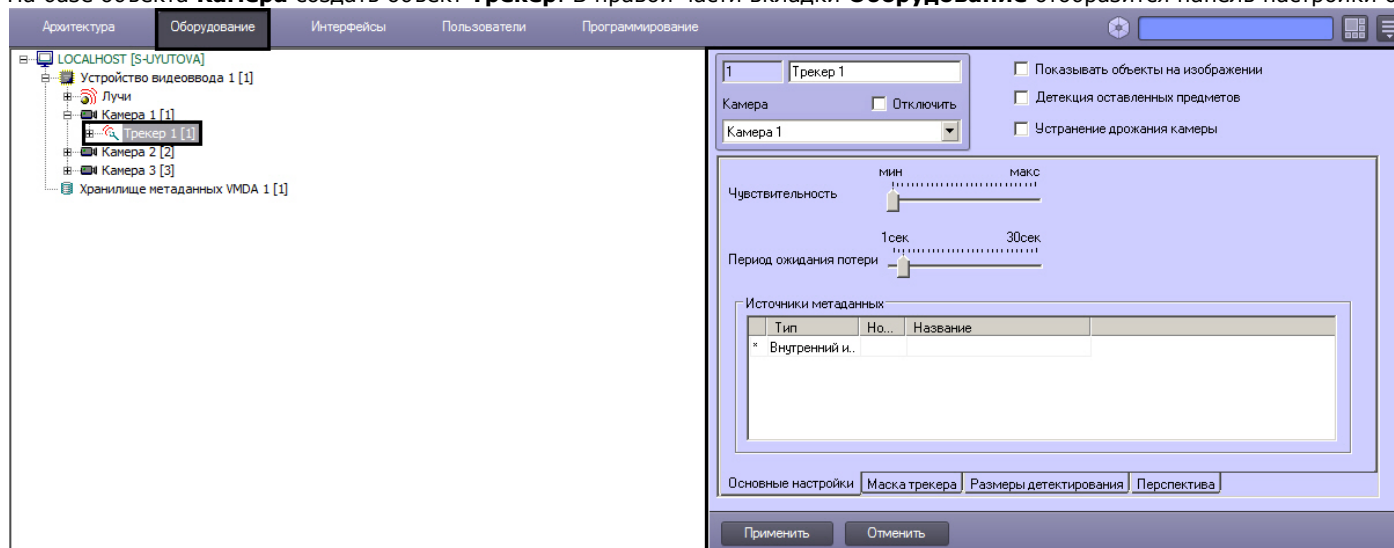 На базе объекта Камера создать объект Трекер. В правой части вкладки Оборудование отобразится панель настройки
Архитектура Оборудование Интерфейсы Пользователи Программирование
LOCALHOST [S-UYUTOVA]
Устройство видеоввода 1 [1]
Лучи
Камера 1 [1]
Трекер 1 [1]
Камера 2 [2]
Камера 3 [3]
Хранилище метаданных VMDA 1 [1]
1 Трекер 1
Камера Отключить
Камера 1
Показывать объекты на изображении
Детекция оставленных предметов
Устранение дрожания камеры
мин макс
Чувствительность
1сек 30сек
Период ожидания потери
Источники метаданных
Тип Но... Название
* Внутренний и..
Основные настройки Маска трекера Размеры детектирования Перспектива
Применить Отменить